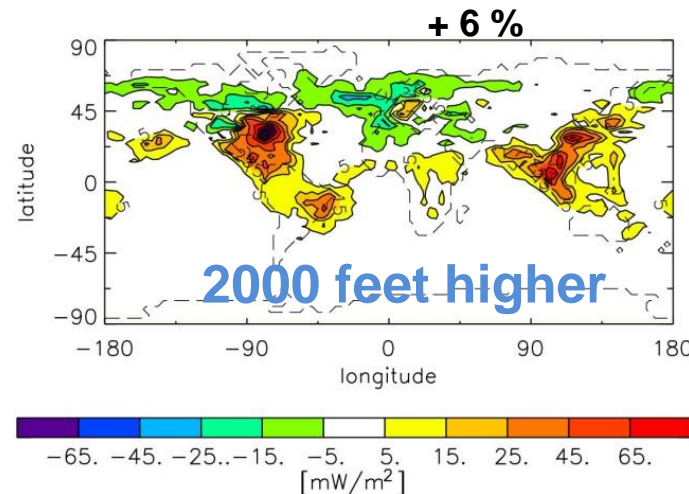 + 6 %
90
45
0
−45
−90
latitude
2000 feet higher
−180 −90 0 90 180
longitude
−65. −45. −25. −15. −5. 5. 15. 25. 45. 65.
[mW/m²]